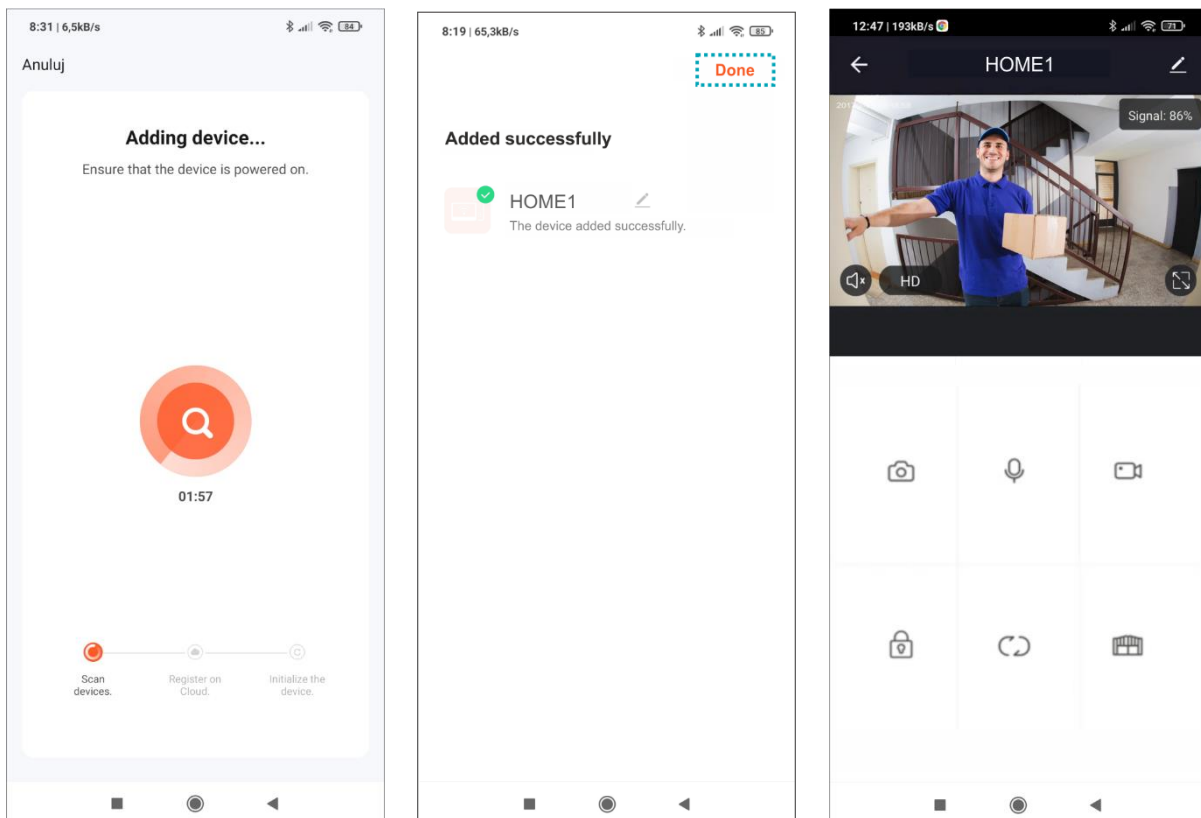 8:31 | 6,5kB/s
84
Anuluj
Adding device...
Ensure that the device is powered on.
01:57
Scan
devices.
Register on
Cloud.
Initialize the
device.
8:19 | 65,3kB/s
85
Done
Added successfully
HOME1
The device added successfully.
12:47 | 193kB/s
71
HOME1
Signal: 86%
HD